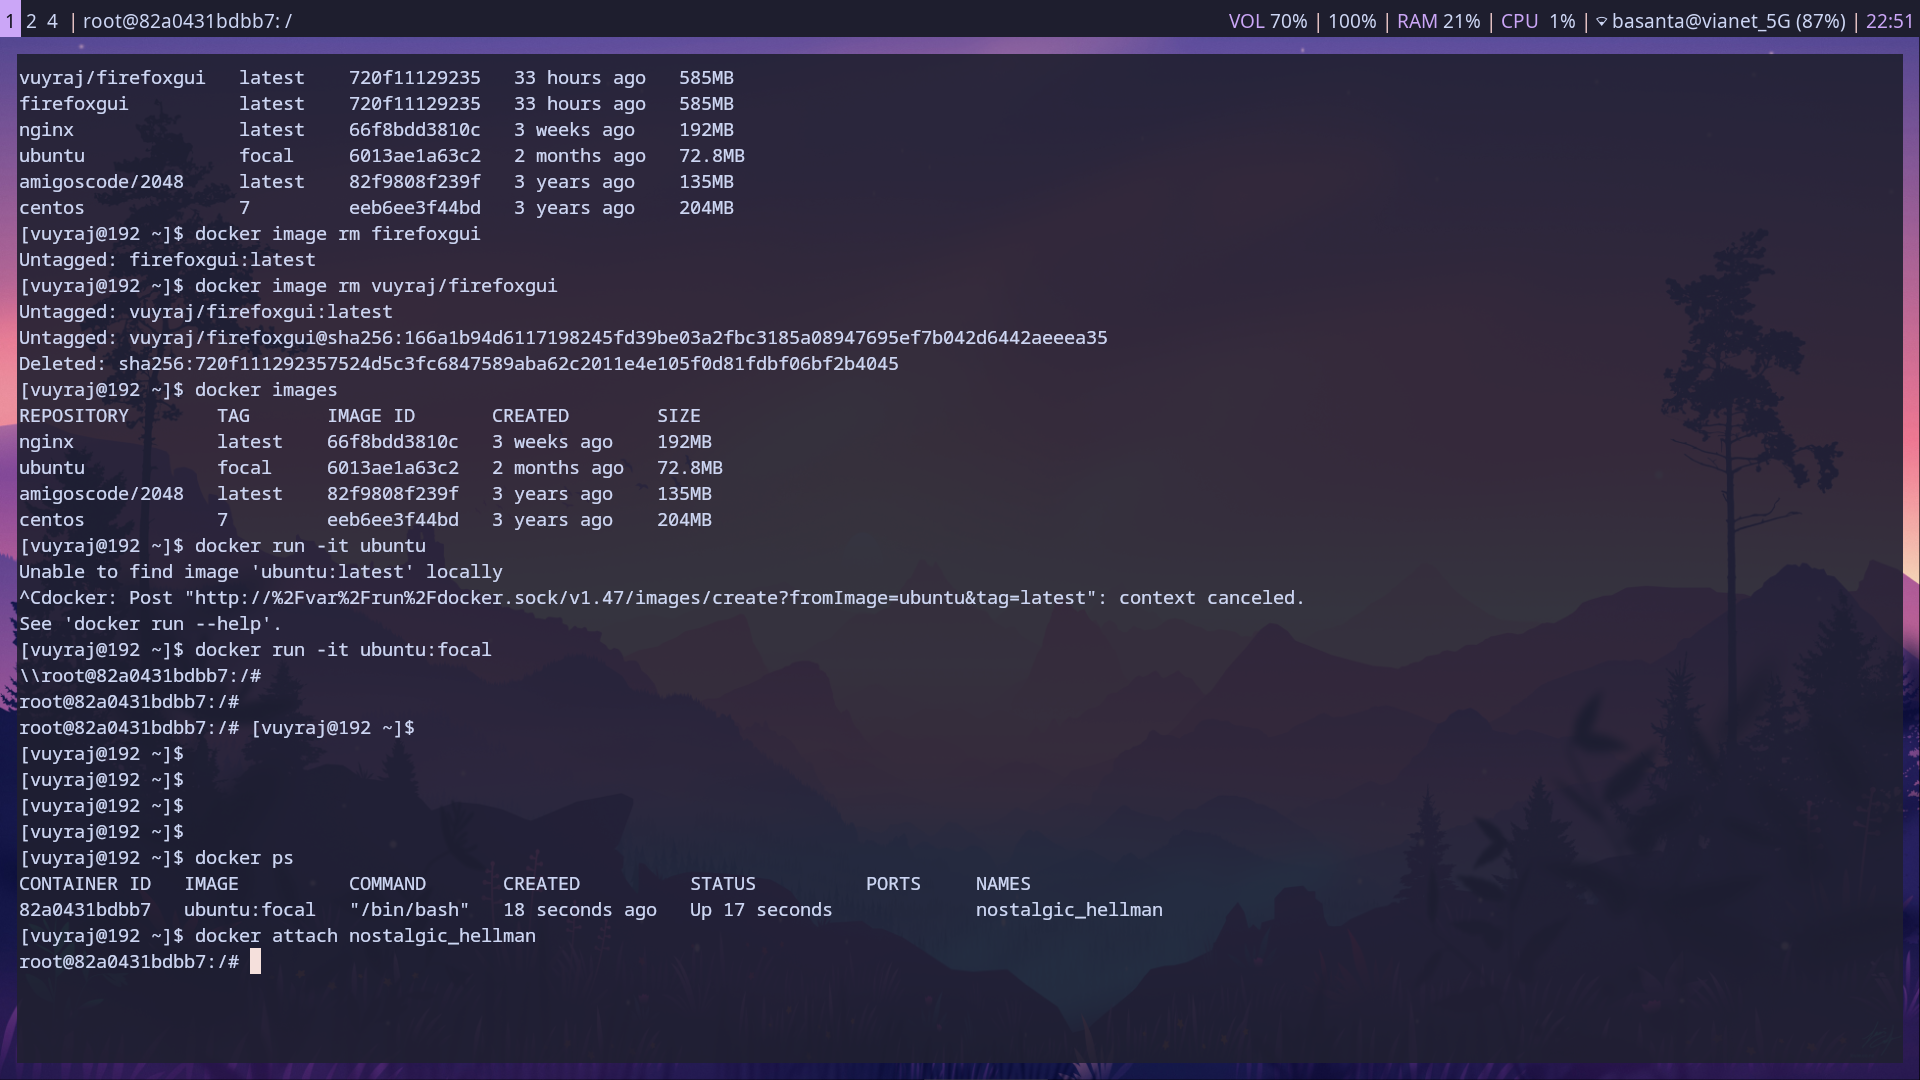 1 2 4 | root@82a0431bdbb7: / VOL 70% | 100% | RAM 21% | CPU 1% | basanta@vianet_5G (87%) | 22:51
vuyraj/firefoxgui latest 720f11129235 33 hours ago 585MB
firefoxgui latest 720f11129235 33 hours ago 585MB
nginx latest 66f8bdd3810c 3 weeks ago 192MB
ubuntu focal 6013ae1a63c2 2 months ago 72.8MB
amigoscode/2048 latest 82f9808f239f 3 years ago 135MB
centos 7 eeb6ee3f44bd 3 years ago 204MB
[vuyraj@192 ~]$ docker image rm firefoxgui
Untagged: firefoxgui:latest
[vuyraj@192 ~]$ docker image rm vuyraj/firefoxgui
Untagged: vuyraj/firefoxgui:latest
Untagged: vuyraj/firefoxgui@sha256:166a1b94d6117198245fd39be03a2fbc3185a08947695ef7b042d6442aeeea35
Deleted: sha256:720f111292357524d5c3fc6847589aba62c2011e4e105f0d81fdbf06bf2b4045
[vuyraj@192 ~]$ docker images
REPOSITORY TAG IMAGE ID CREATED SIZE
nginx latest 66f8bdd3810c 3 weeks ago 192MB
ubuntu focal 6013ae1a63c2 2 months ago 72.8MB
amigoscode/2048 latest 82f9808f239f 3 years ago 135MB
centos 7 eeb6ee3f44bd 3 years ago 204MB
[vuyraj@192 ~]$ docker run -it ubuntu
Unable to find image 'ubuntu:latest' locally
^Cdocker: Post "http://%2Fvar%2Frun%2Fdocker.sock/v1.47/images/create?fromImage=ubuntu&tag=latest": context canceled.
See 'docker run --help'.
[vuyraj@192 ~]$ docker run -it ubuntu:focal
\\root@82a0431bdbb7:/#
root@82a0431bdbb7:/#
root@82a0431bdbb7:/# [vuyraj@192 ~]$
[vuyraj@192 ~]$
[vuyraj@192 ~]$
[vuyraj@192 ~]$
[vuyraj@192 ~]$
[vuyraj@192 ~]$ docker ps
CONTAINER ID IMAGE COMMAND CREATED STATUS PORTS NAMES
82a0431bdbb7 ubuntu:focal "/bin/bash" 18 seconds ago Up 17 seconds nostalgic_hellman
[vuyraj@192 ~]$ docker attach nostalgic_hellman
root@82a0431bdbb7:/#